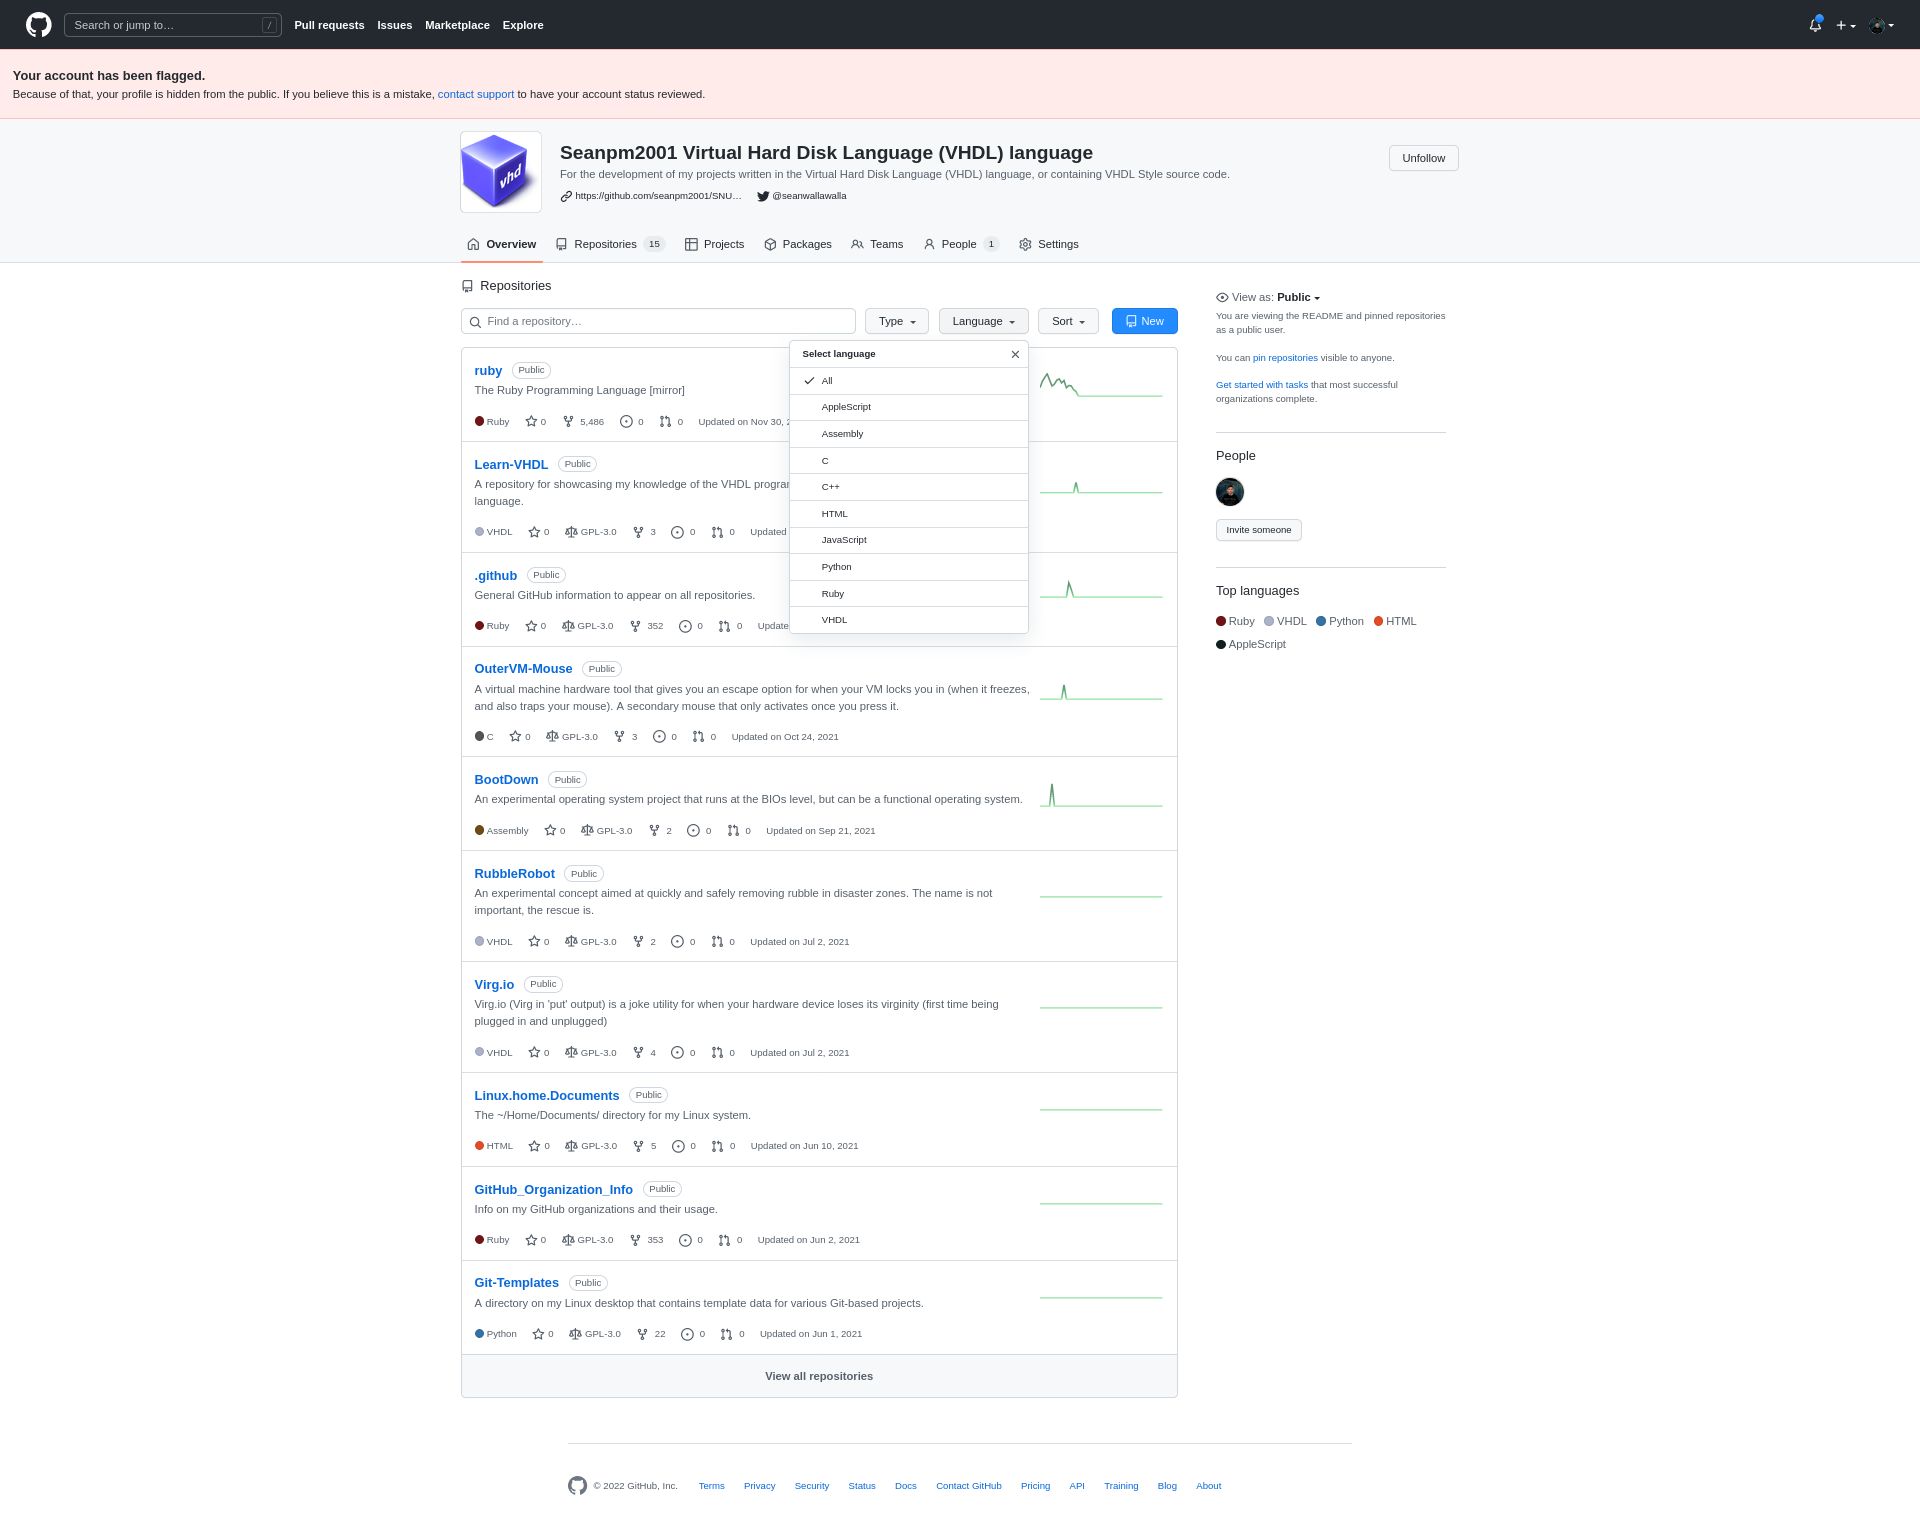 Search or jump to… /
Pull requests Issues Marketplace Explore
Your account has been flagged.
Because of that, your profile is hidden from the public. If you believe this is a mistake, contact support to have your account status reviewed.
vhd
Seanpm2001 Virtual Hard Disk Language (VHDL) language
For the development of my projects written in the Virtual Hard Disk Language (VHDL) language, or containing VHDL Style source code.
https://github.com/seanpm2001/SNU… @seanwallawalla
Unfollow
Overview Repositories 15 Projects Packages Teams People 1 Settings
Repositories
Find a repository… Type Language Sort New
Select language
All
AppleScript
Assembly
C
C++
HTML
JavaScript
Python
Ruby
VHDL
ruby Public
The Ruby Programming Language [mirror]
Ruby 0 5,486 0 0 Updated on Nov 30, 2
Learn-VHDL Public
A repository for showcasing my knowledge of the VHDL program
language.
VHDL 0 GPL-3.0 3 0 0 Updated
.github Public
General GitHub information to appear on all repositories.
Ruby 0 GPL-3.0 352 0 0 Update
OuterVM-Mouse Public
A virtual machine hardware tool that gives you an escape option for when your VM locks you in (when it freezes,
and also traps your mouse). A secondary mouse that only activates once you press it.
C 0 GPL-3.0 3 0 0 Updated on Oct 24, 2021
BootDown Public
An experimental operating system project that runs at the BIOs level, but can be a functional operating system.
Assembly 0 GPL-3.0 2 0 0 Updated on Sep 21, 2021
RubbleRobot Public
An experimental concept aimed at quickly and safely removing rubble in disaster zones. The name is not
important, the rescue is.
VHDL 0 GPL-3.0 2 0 0 Updated on Jul 2, 2021
Virg.io Public
Virg.io (Virg in 'put' output) is a joke utility for when your hardware device loses its virginity (first time being
plugged in and unplugged)
VHDL 0 GPL-3.0 4 0 0 Updated on Jul 2, 2021
Linux.home.Documents Public
The ~/Home/Documents/ directory for my Linux system.
HTML 0 GPL-3.0 5 0 0 Updated on Jun 10, 2021
GitHub_Organization_Info Public
Info on my GitHub organizations and their usage.
Ruby 0 GPL-3.0 353 0 0 Updated on Jun 2, 2021
Git-Templates Public
A directory on my Linux desktop that contains template data for various Git-based projects.
Python 0 GPL-3.0 22 0 0 Updated on Jun 1, 2021
View all repositories
View as: Public
You are viewing the README and pinned repositories
as a public user.
You can pin repositories visible to anyone.
Get started with tasks that most successful
organizations complete.
People
Invite someone
Top languages
Ruby VHDL Python HTML
AppleScript
© 2022 GitHub, Inc. Terms Privacy Security Status Docs Contact GitHub Pricing API Training Blog About